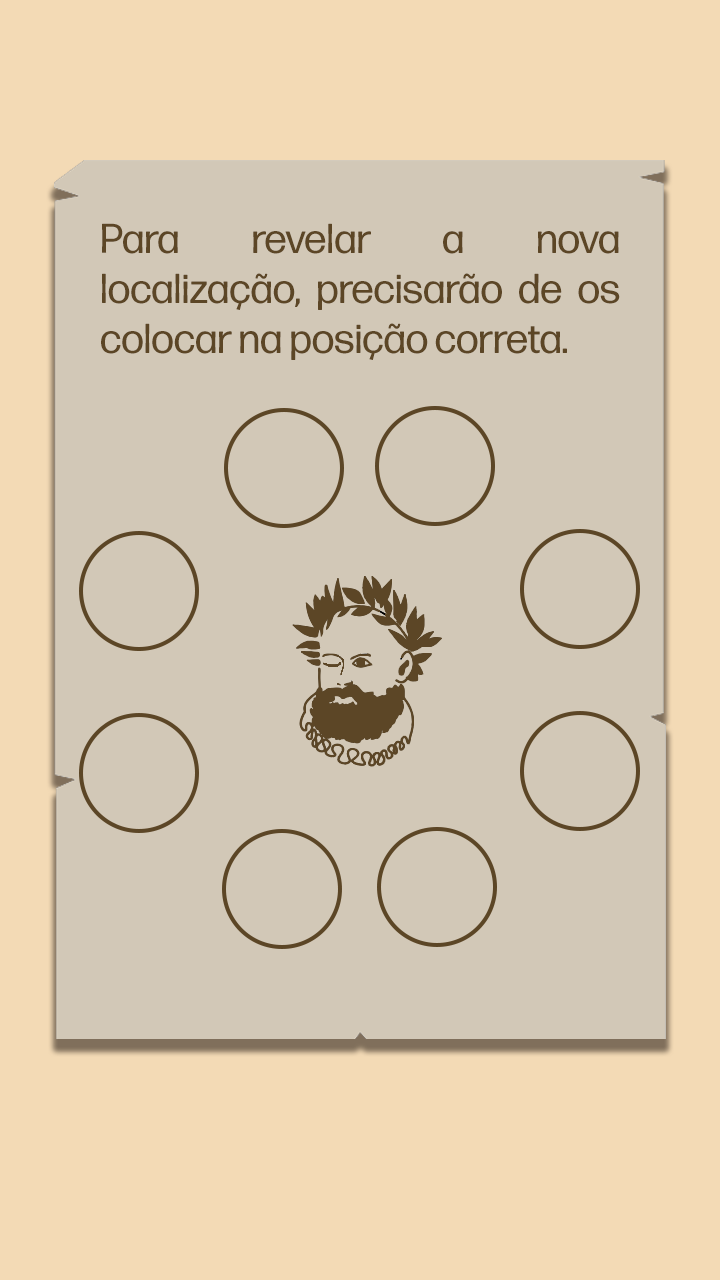 Para revelar a nova
localização, precisarão de os
colocar na posição correta.